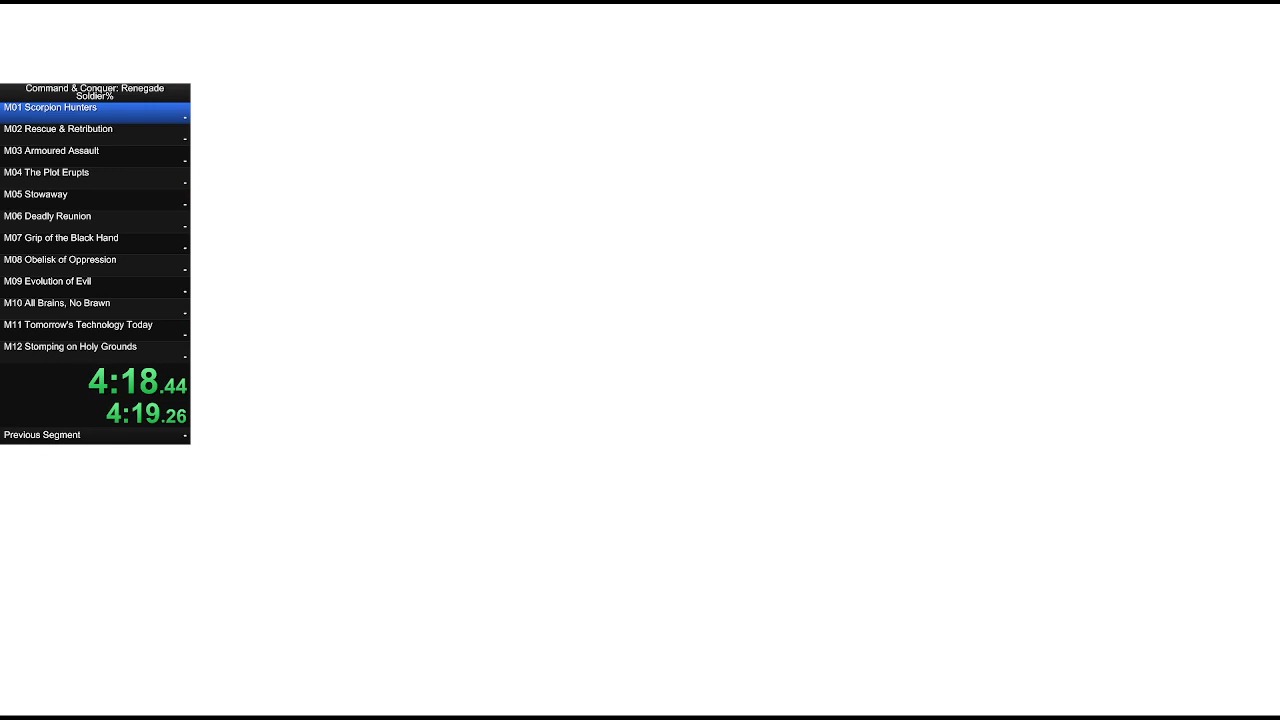 Command & Conquer: Renegade
Soldier%
M01 Scorpion Hunters
-
M02 Rescue & Retribution
-
M03 Armoured Assault
-
M04 The Plot Erupts
-
M05 Stowaway
-
M06 Deadly Reunion
-
M07 Grip of the Black Hand
-
M08 Obelisk of Oppression
-
M09 Evolution of Evil
-
M10 All Brains, No Brawn
-
M11 Tomorrow's Technology Today
-
M12 Stomping on Holy Grounds
-
4:18.44
4:19.26
Previous Segment -